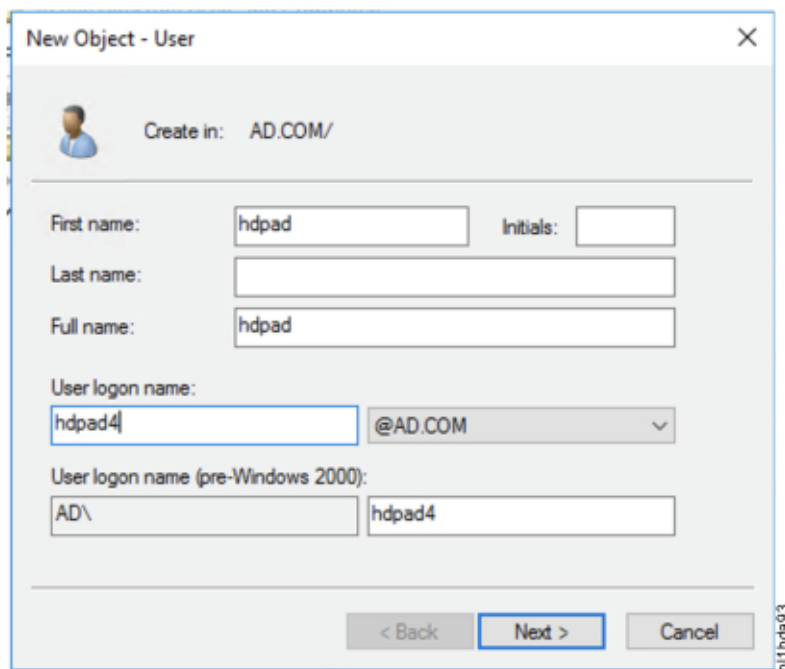 New Object - User
Create in: AD.COM/
First name: hdpad Initials:
Last name:
Full name: hdpad
User logon name:
hdpad4 @AD.COM
User logon name (pre-Windows 2000):
AD\ hdpad4
< Back Next > Cancel